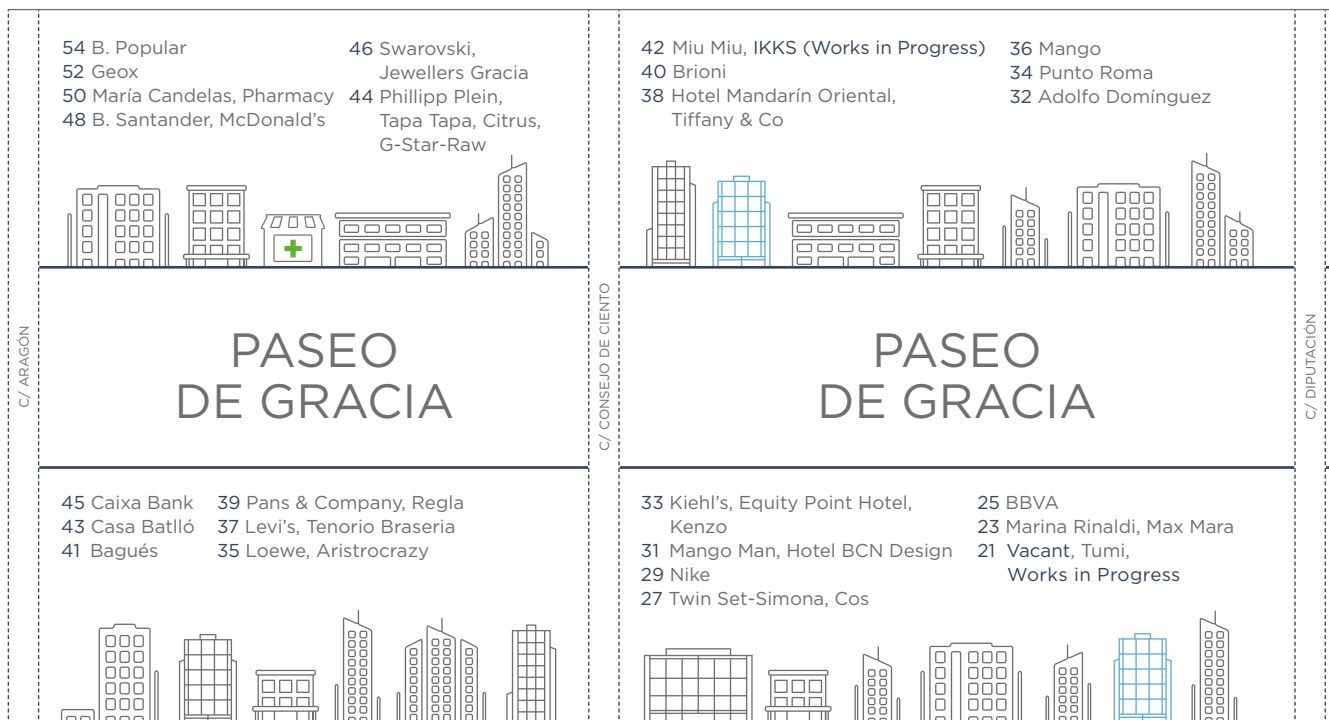 54 B. Popular
52 Geox
50 María Candelas, Pharmacy
48 B. Santander, McDonald's
46 Swarovski,
Jewellers Gracia
44 Phillipp Plein,
Tapa Tapa, Citrus,
G-Star-Raw
42 Miu Miu, IKKS (Works in Progress)
40 Brioni
38 Hotel Mandarín Oriental,
Tiffany & Co
36 Mango
34 Punto Roma
32 Adolfo Domínguez
C/ ARAGÓN
PASEO
DE GRACIA
C/ CONSEJO DE CIENTO
PASEO
DE GRACIA
C/ DIPUTACIÓN
45 Caixa Bank
43 Casa Batlló
41 Bagués
39 Pans & Company, Regla
37 Levi's, Tenorio Braseria
35 Loewe, Aristrocrazy
33 Kiehl's, Equity Point Hotel,
Kenzo
31 Mango Man, Hotel BCN Design
29 Nike
27 Twin Set-Simona, Cos
25 BBVA
23 Marina Rinaldi, Max Mara
21 Vacant, Tumi,
Works in Progress